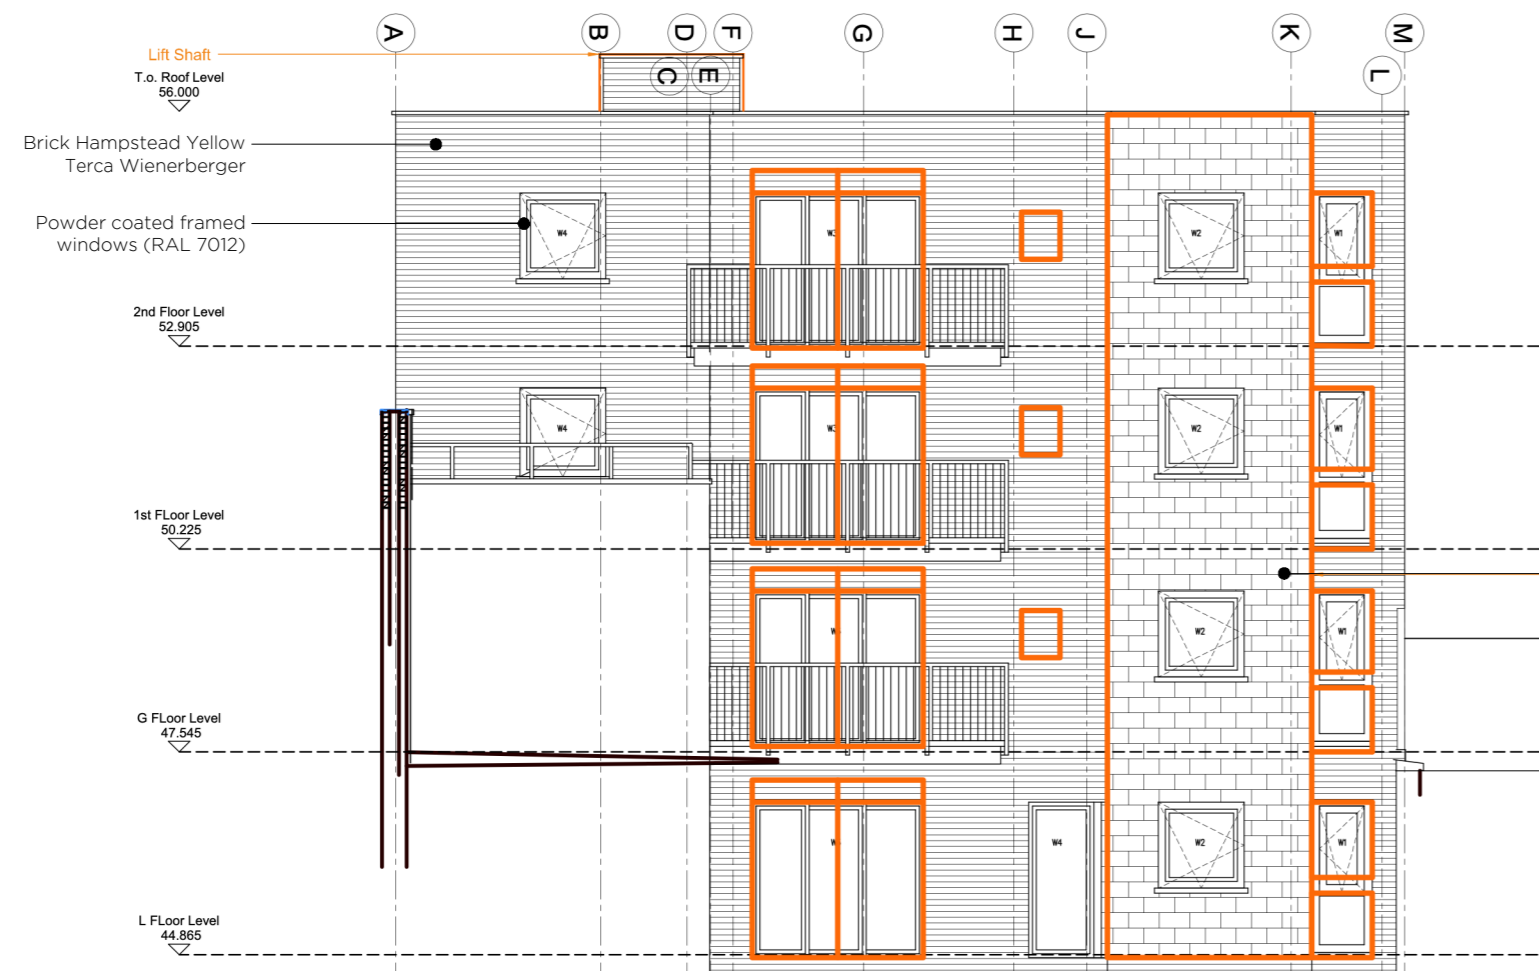 A
B
D
F
G
H
J
K
M
C
E
L
Lift Shaft
T.o. Roof Level
56.000
Brick Hampstead Yellow
Terca Wienerberger
Powder coated framed
windows (RAL 7012)
W4
W3
W2
W1
2nd Floor Level
52.905
W4
W3
W2
W1
1st FLoor Level
50.225
W2
W1
G FLoor Level
47.545
W4
W2
W1
L FLoor Level
44.865